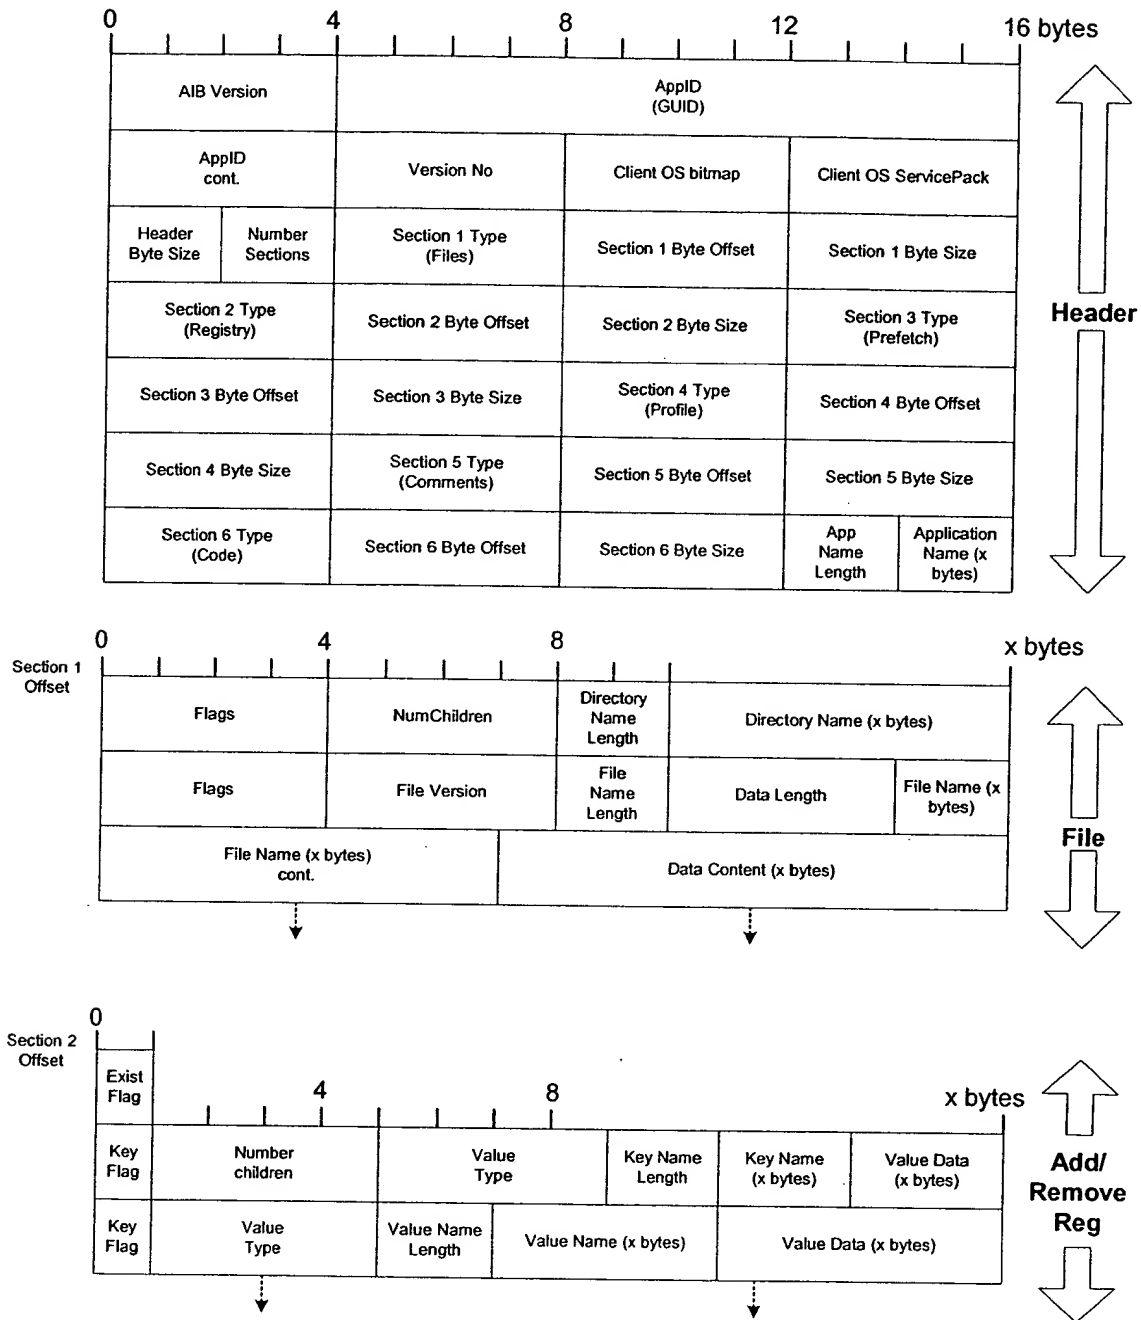 0 4 8 12 16 bytes
AIB Version
AppID
(GUID)
AppID
cont.
Version No
Client OS bitmap
Client OS ServicePack
Header
Byte Size
Number
Sections
Section 1 Type
(Files)
Section 1 Byte Offset
Section 1 Byte Size
Section 2 Type
(Registry)
Section 2 Byte Offset
Section 2 Byte Size
Section 3 Type
(Prefetch)
Header
Section 3 Byte Offset
Section 3 Byte Size
Section 4 Type
(Profile)
Section 4 Byte Offset
Section 4 Byte Size
Section 5 Type
(Comments)
Section 5 Byte Offset
Section 5 Byte Size
Section 6 Type
(Code)
Section 6 Byte Offset
Section 6 Byte Size
App
Name
Length
Application
Name (x
bytes)
0 4 8 x bytes
Section 1
Offset
Flags
NumChildren
Directory
Name
Length
Directory Name (x bytes)
Flags
File Version
File
Name
Length
Data Length
File Name (x
bytes)
File
File Name (x bytes)
cont.
Data Content (x bytes)
0
Section 2
Offset
Exist
Flag
4 8 x bytes
Key
Flag
Number
children
Value
Type
Key Name
Length
Key Name
(x bytes)
Value Data
(x bytes)
Add/
Remove
Reg
Key
Flag
Value
Type
Value Name
Length
Value Name (x bytes)
Value Data (x bytes)